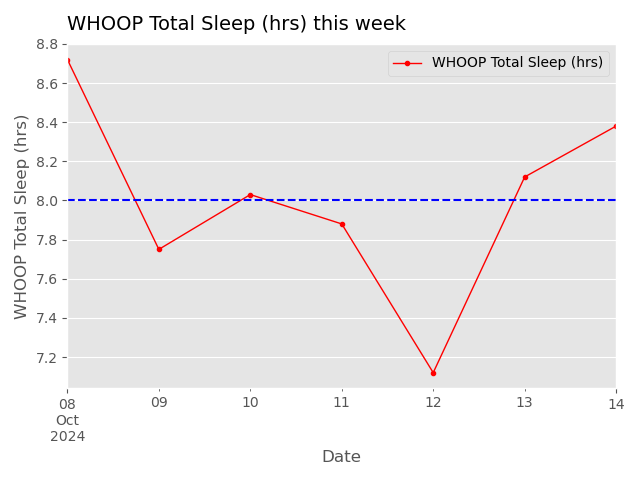 WHOOP Total Sleep (hrs) this week
8.8
8.6
8.4
8.2
8.0
7.8
7.6
7.4
7.2
WHOOP Total Sleep (hrs)
WHOOP Total Sleep (hrs)
08 09 10 11 12 13 14
Oct
2024
Date